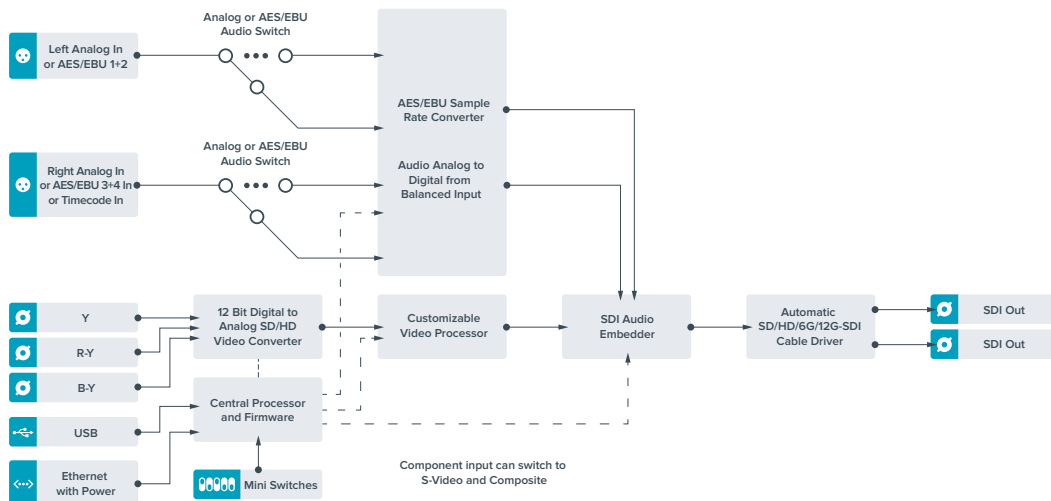 Analog or AES/EBU
Audio Switch
Left Analog In
or AES/EBU 1+2
AES/EBU Sample
Rate Converter
Analog or AES/EBU
Audio Switch
Right Analog In
or AES/EBU 3+4 In
or Timecode In
Audio Analog to
Digital from
Balanced Input
Y
R-Y
B-Y
12 Bit Digital to
Analog SD/HD
Video Converter
Customizable
Video Processor
SDI Audio
Embedder
Automatic
SD/HD/6G/12G-SDI
Cable Driver
SDI Out
SDI Out
Central Processor
and Firmware
USB
Ethernet
with Power
Mini Switches
Component input can switch to
S-Video and Composite